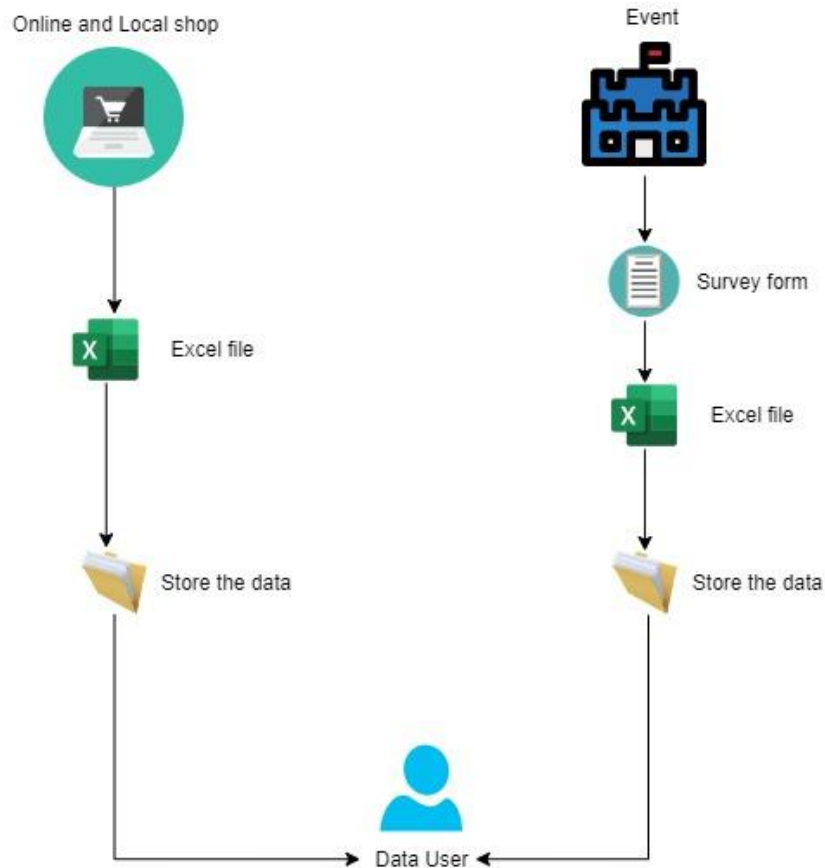 Online and Local shop
Event
Survey form
X
Excel file
X
Excel file
Store the data
Store the data
Data User